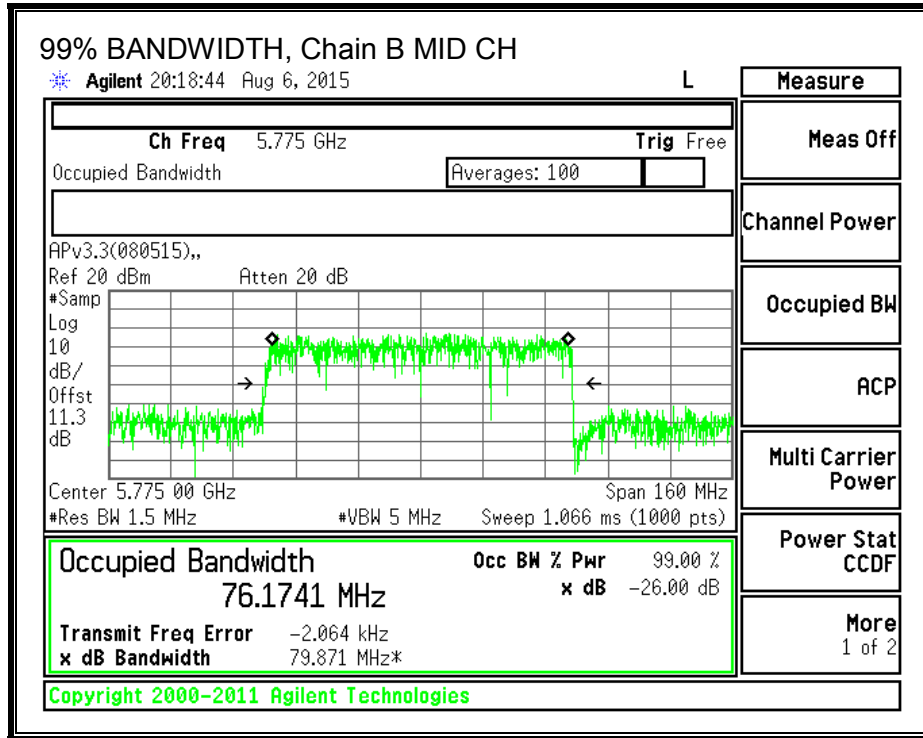 99% BANDWIDTH, Chain B MID CH
Agilent 20:18:44 Aug 6, 2015 L
Measure
Ch Freq 5.775 GHz Trig Free
Meas Off
Occupied Bandwidth Averages: 100
Channel Power
APv3.3(080515),,
Ref 20 dBm Atten 20 dB
#Samp
Log
10
dB/
Offst
11.3
dB
Occupied BW
ACP
Center 5.775 00 GHz Span 160 MHz
#Res BW 1.5 MHz #VBW 5 MHz Sweep 1.066 ms (1000 pts)
Multi Carrier
Power
Occupied Bandwidth Occ BW % Pwr 99.00 %
76.1741 MHz x dB -26.00 dB
Power Stat
CCDF
Transmit Freq Error -2.064 kHz
x dB Bandwidth 79.871 MHz*
More
1 of 2
Copyright 2000-2011 Agilent Technologies